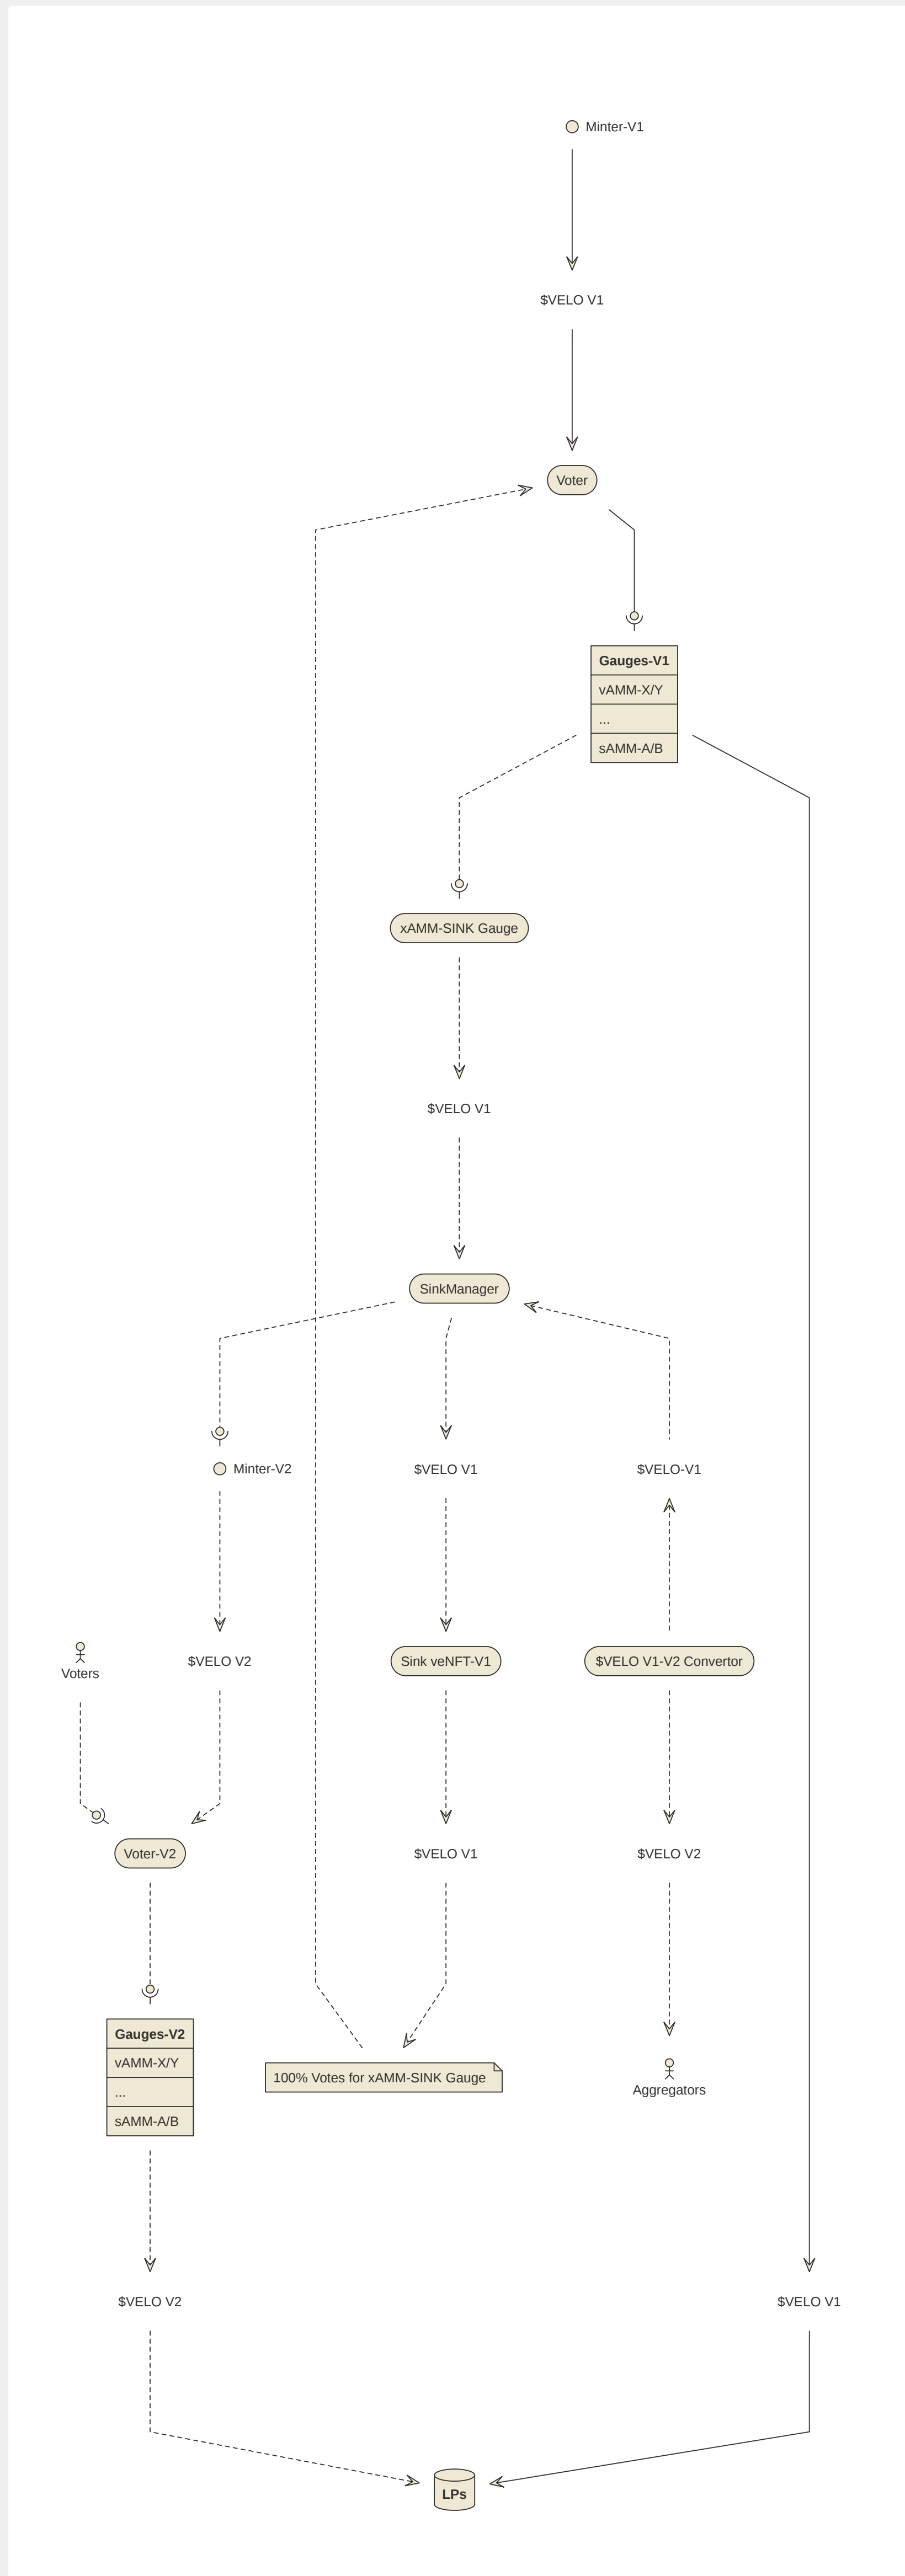 Minter-V1
$VELO V1
Voter
Gauges-V1
vAMM-X/Y
...
sAMM-A/B
xAMM-SINK Gauge
$VELO V1
SinkManager
Minter-V2
$VELO V1
$VELO-V1
Voters
$VELO V2
Sink veNFT-V1
$VELO V1-V2 Convertor
Voter-V2
$VELO V1
$VELO V2
Gauges-V2
vAMM-X/Y
...
sAMM-A/B
100% Votes for xAMM-SINK Gauge
Aggregators
$VELO V2
$VELO V1
LPs